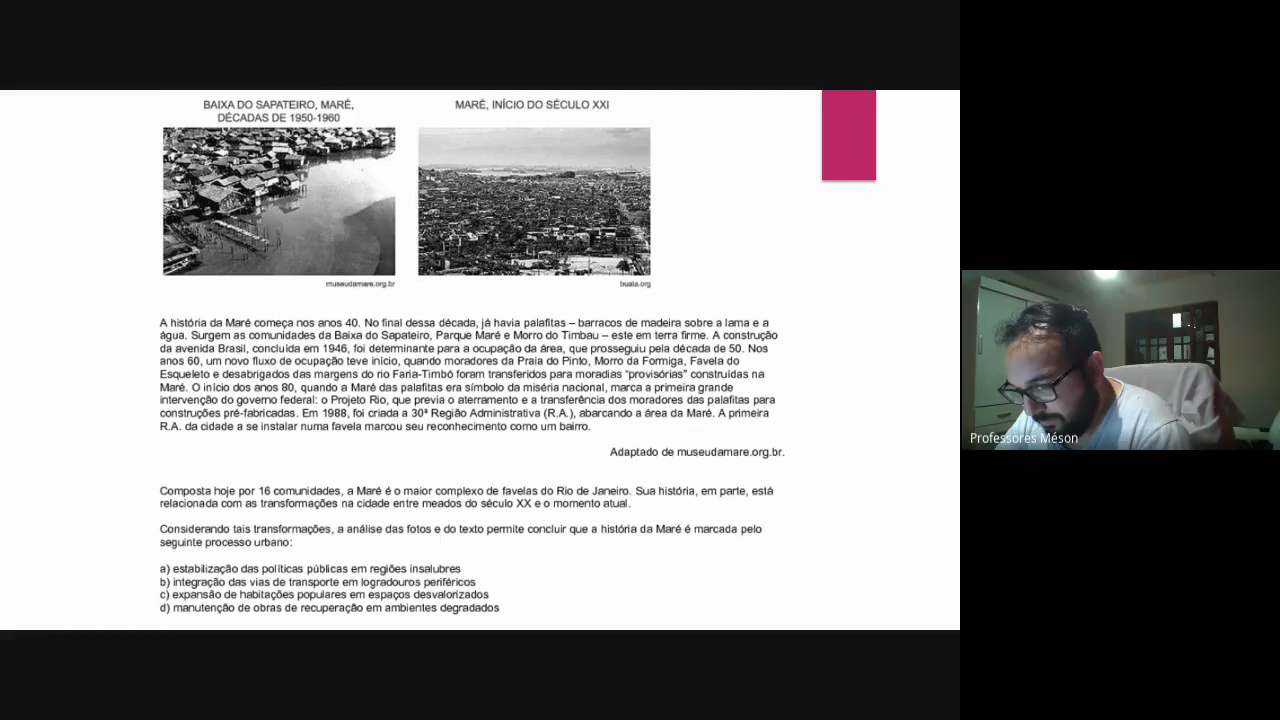 BAIXA DO SAPATEIRO, MARÉ,
DÉCADAS DE 1950-1960
MARÉ, INÍCIO DO SÉCULO XXI
museudamare.org.br
buala.org
A história da Maré começa nos anos 40. No final dessa década, já havia palafitas – barracos de madeira sobre a lama e a
água. Surgem as comunidades da Baixa do Sapateiro, Parque Maré e Morro do Timbau – este em terra firme. A construção
da avenida Brasil, concluída em 1946, foi determinante para a ocupação da área, que prosseguiu pela década de 50. Nos
anos 60, um novo fluxo de ocupação teve início, quando moradores da Praia do Pinto, Morro da Formiga, Favela do
Esqueleto e desabrigados das margens do rio Faria-Timbó foram transferidos para moradias “provisórias” construídas na
Maré. O início dos anos 80, quando a Maré das palafitas era símbolo da miséria nacional, marca a primeira grande
intervenção do governo federal: o Projeto Rio, que previa o aterramento e a transferência dos moradores das palafitas para
construções pré-fabricadas. Em 1988, foi criada a 30ª Região Administrativa (R.A.), abarcando a área da Maré. A primeira
R.A. da cidade a se instalar numa favela marcou seu reconhecimento como um bairro.
Adaptado de museudamare.org.br.
Composta hoje por 16 comunidades, a Maré é o maior complexo de favelas do Rio de Janeiro. Sua história, em parte, está
relacionada com as transformações na cidade entre meados do século XX e o momento atual.
Considerando tais transformações, a análise das fotos e do texto permite concluir que a história da Maré é marcada pelo
seguinte processo urbano:
a) estabilização das políticas públicas em regiões insalubres
b) integração das vias de transporte em logradouros periféricos
c) expansão de habitações populares em espaços desvalorizados
d) manutenção de obras de recuperação em ambientes degradados
Professores Méson